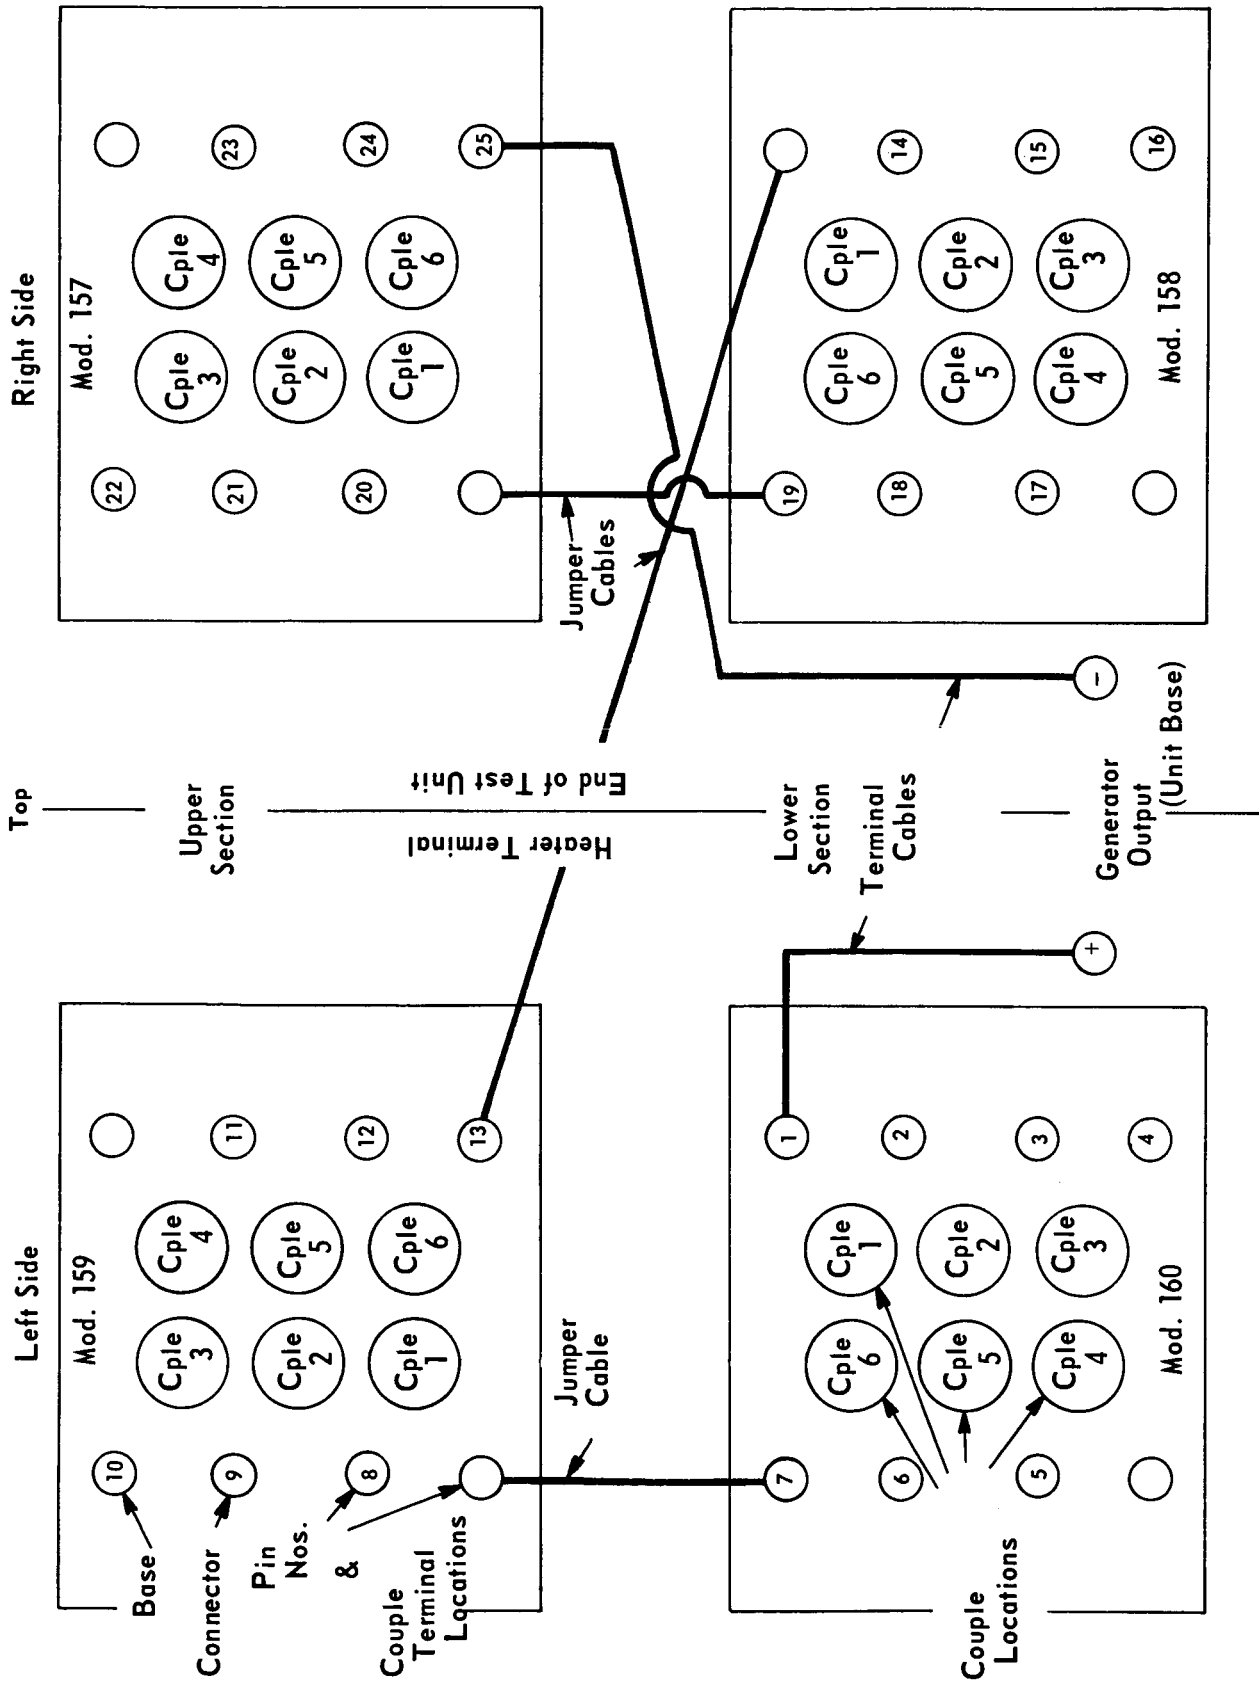 Top
Left Side
Right Side
Mod. 159
Cple
3
Cple
4
Cple
2
Cple
5
Cple
1
Cple
6
10
9
8
11
12
13
Base
Connector
Pin
Nos.
&
Couple
Terminal
Locations
Upper
Section
Heater Terminal
End of Test Unit
Mod. 157
Cple
3
Cple
4
Cple
2
Cple
5
Cple
1
Cple
6
22
21
20
23
24
25
Jumper
Cable
Jumper
Cables
Lower
Section
Terminal
Cables
7
6
5
1
2
3
4
Cple
6
Cple
1
Cple
5
Cple
2
Cple
4
Cple
3
Mod. 160
Couple
Locations
+
-
Generator
Output
(Unit Base)
19
18
17
14
15
16
Cple
6
Cple
1
Cple
5
Cple
2
Cple
4
Cple
3
Mod. 158